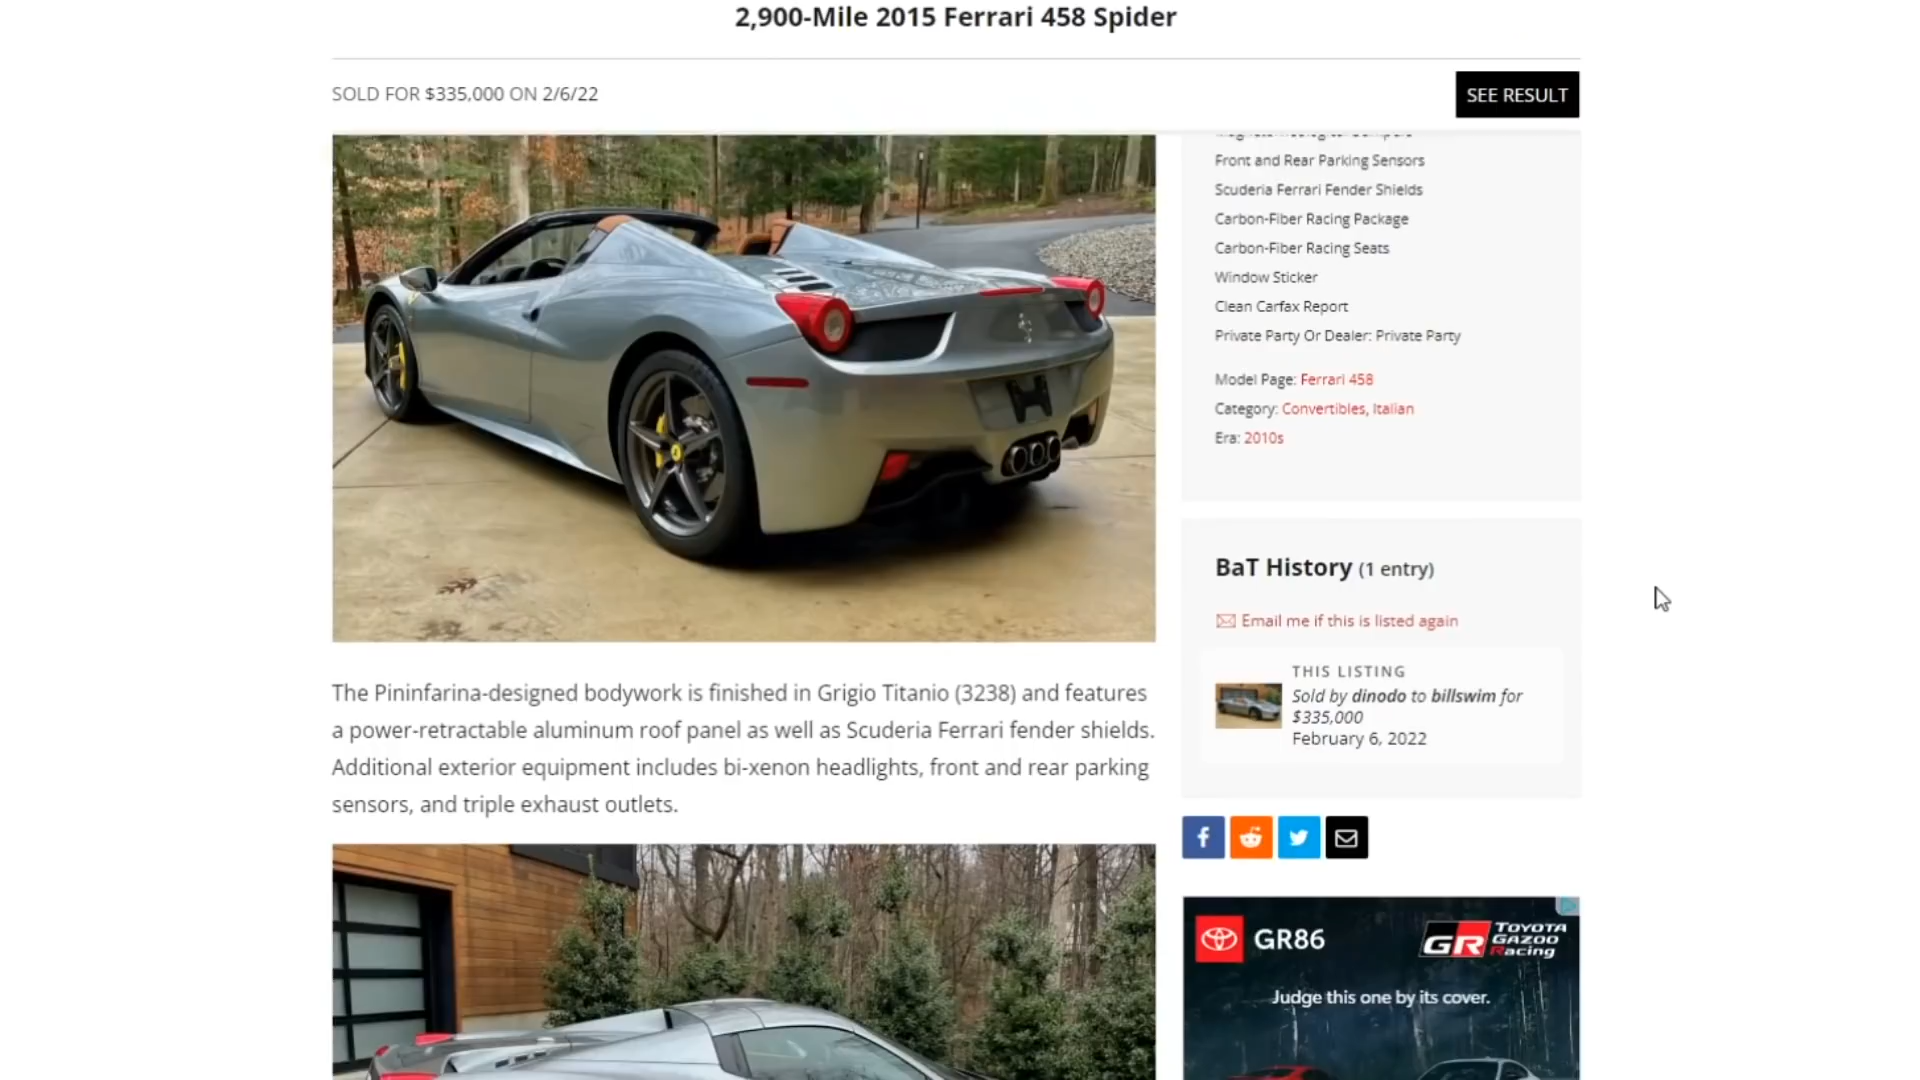 2,900-Mile 2015 Ferrari 458 Spider
SOLD FOR $335,000 ON 2/6/22
SEE RESULT
Front and Rear Parking Sensors
Scuderia Ferrari Fender Shields
Carbon-Fiber Racing Package
Carbon-Fiber Racing Seats
Window Sticker
Clean Carfax Report
Private Party Or Dealer: Private Party
Model Page: Ferrari 458
Category: Convertibles, Italian
Era: 2010s
BaT History (1 entry)
Email me if this is listed again
THIS LISTING
Sold by dinodo to billswim for
$335,000
February 6, 2022
The Pininfarina-designed bodywork is finished in Grigio Titanio (3238) and features
a power-retractable aluminum roof panel as well as Scuderia Ferrari fender shields.
Additional exterior equipment includes bi-xenon headlights, front and rear parking
sensors, and triple exhaust outlets.
GR86
GR TOYOTA
GAZOO
Racing
Judge this one by its cover.